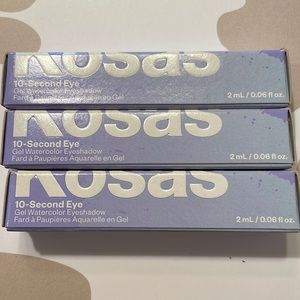 Kosas
10-Second Eye
Gel Watercolor Eyeshadow
Fard à Paupières Aquarelle en Gel
2 mL / 0.06 fl oz.
Kosas
10-Second Eye
Gel Watercolor Eyeshadow
Fard à Paupières Aquarelle en Gel
2 mL / 0.06 fl oz.
Kosas
10-Second Eye
Gel Watercolor Eyeshadow
Fard à Paupières Aquarelle en Gel
2 mL / 0.06 fl oz.